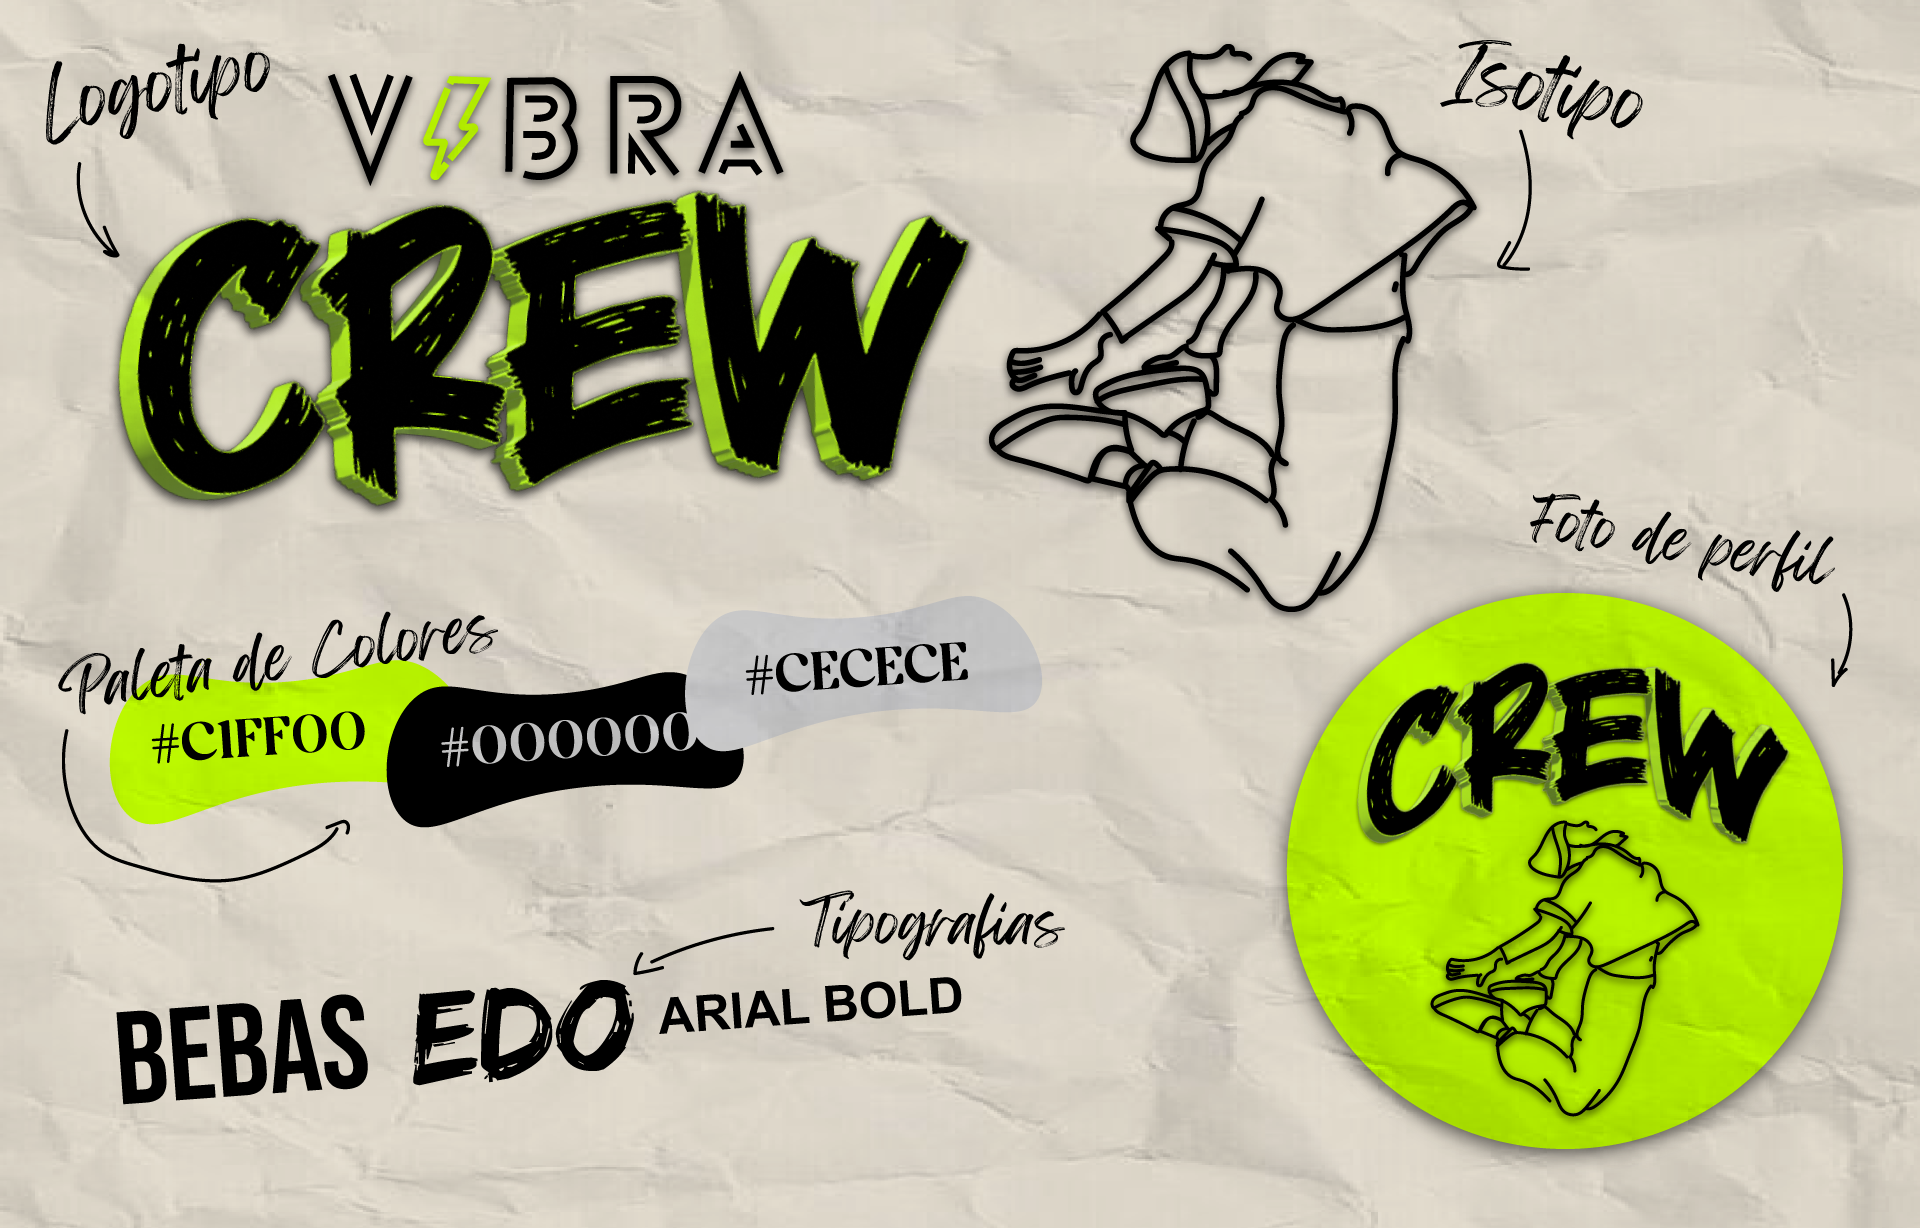 Logotipo
VIBRA
CREW
Isotipo
Foto de perfil
CREW
Paleta de Colores
#C1FF00
#000000
#CECECE
Tipografias
BEBAS
EDO
ARIAL BOLD